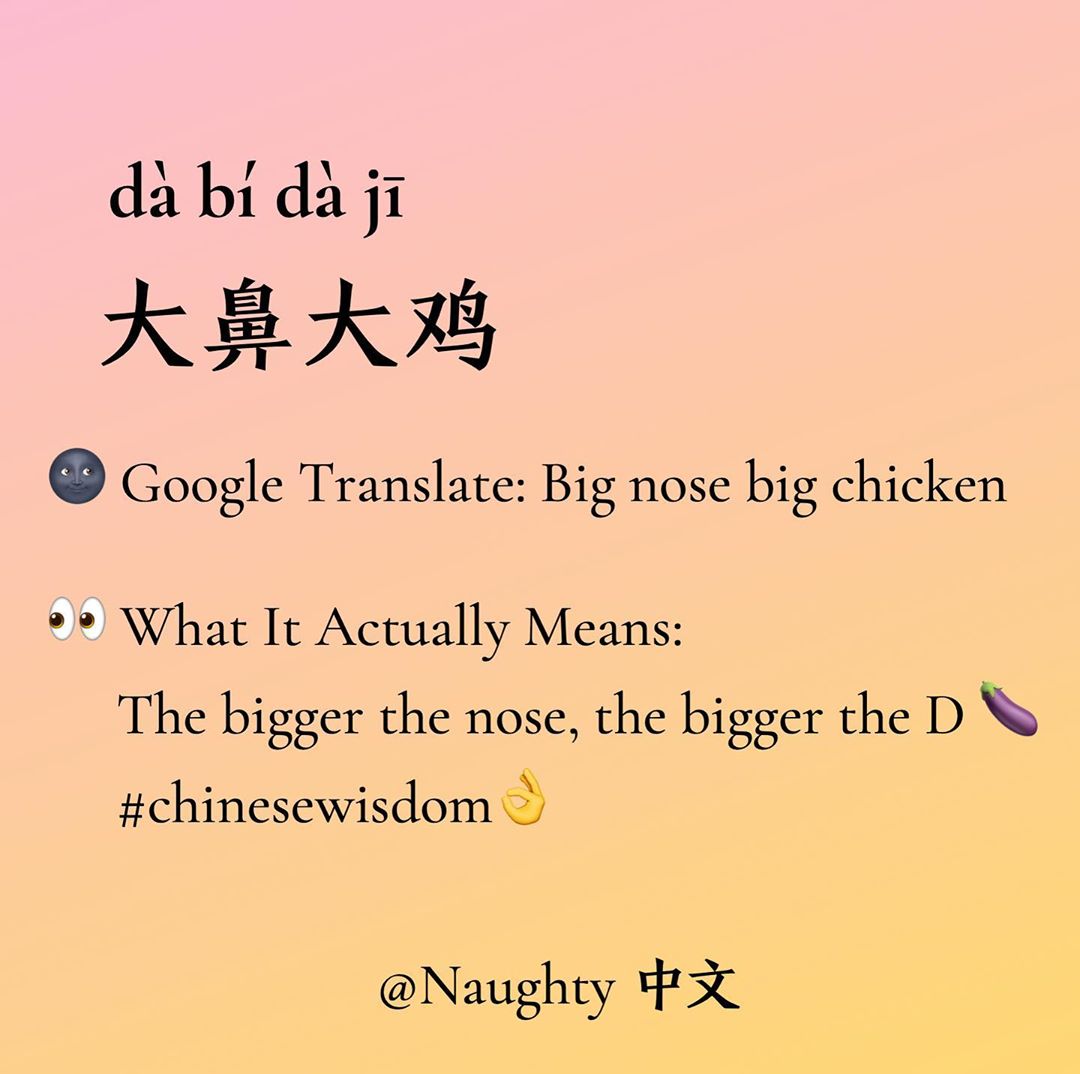 dà bí dà jī
大鼻大鸡
🌚 Google Translate: Big nose big chicken
👀 What It Actually Means:
The bigger the nose, the bigger the D 🍆
#chinesewisdom👌
@Naughty 中文